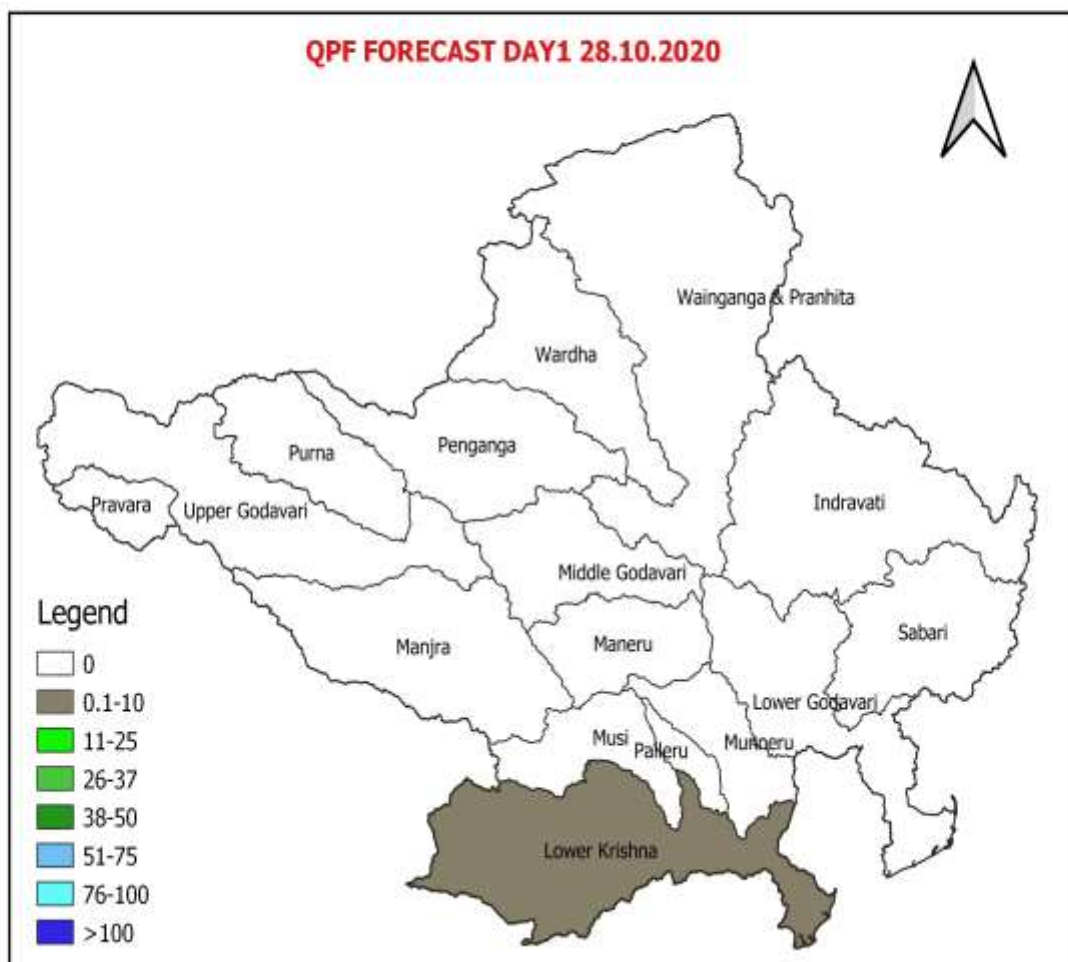 QPF FORECAST DAY1 28.10.2020
Wainganga & Pranhita
Wardha
Penganga
Purna
Pravara
Upper Godavari
Indravati
Middle Godavari
Manjra
Maneru
Sabari
Lower Godavari
Musi
Palleru
Munneru
Lower Krishna
Legend
0
0.1-10
11-25
26-37
38-50
51-75
76-100
>100